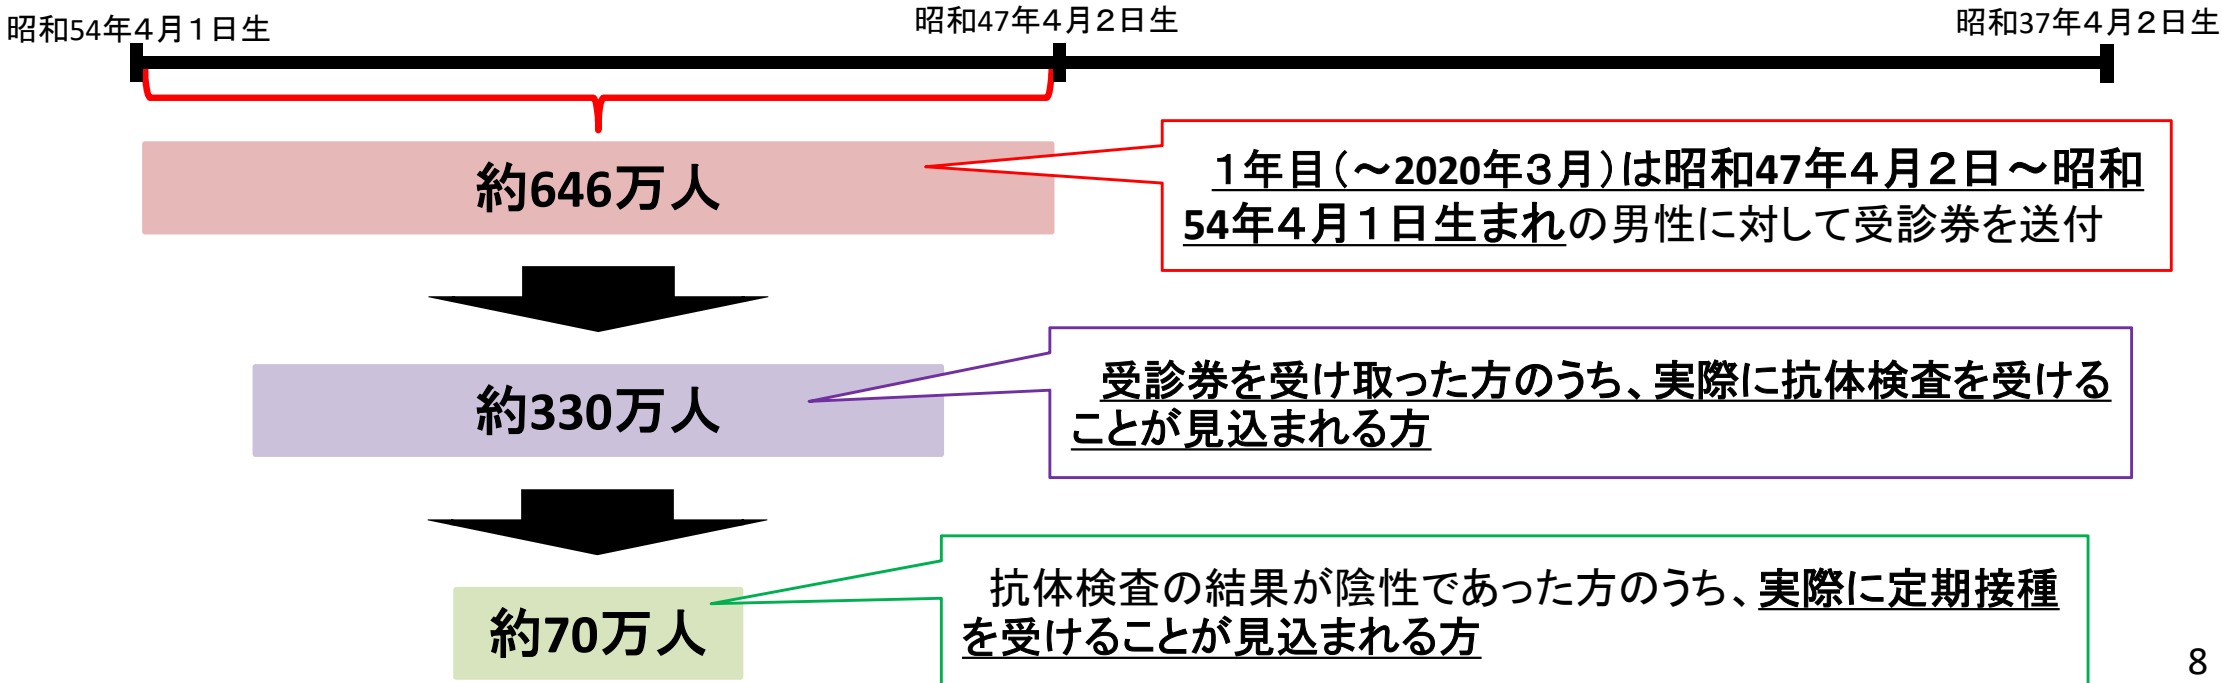 昭和54年４月１日生
昭和47年４月２日生
昭和37年４月２日生
約646万人
１年目（～2020年３月）は昭和47年４月２日～昭和
54年４月１日生まれの男性に対して受診券を送付
約330万人
受診券を受け取った方のうち、実際に抗体検査を受ける
ことが見込まれる方
約70万人
抗体検査の結果が陰性であった方のうち、実際に定期接種
を受けることが見込まれる方
8